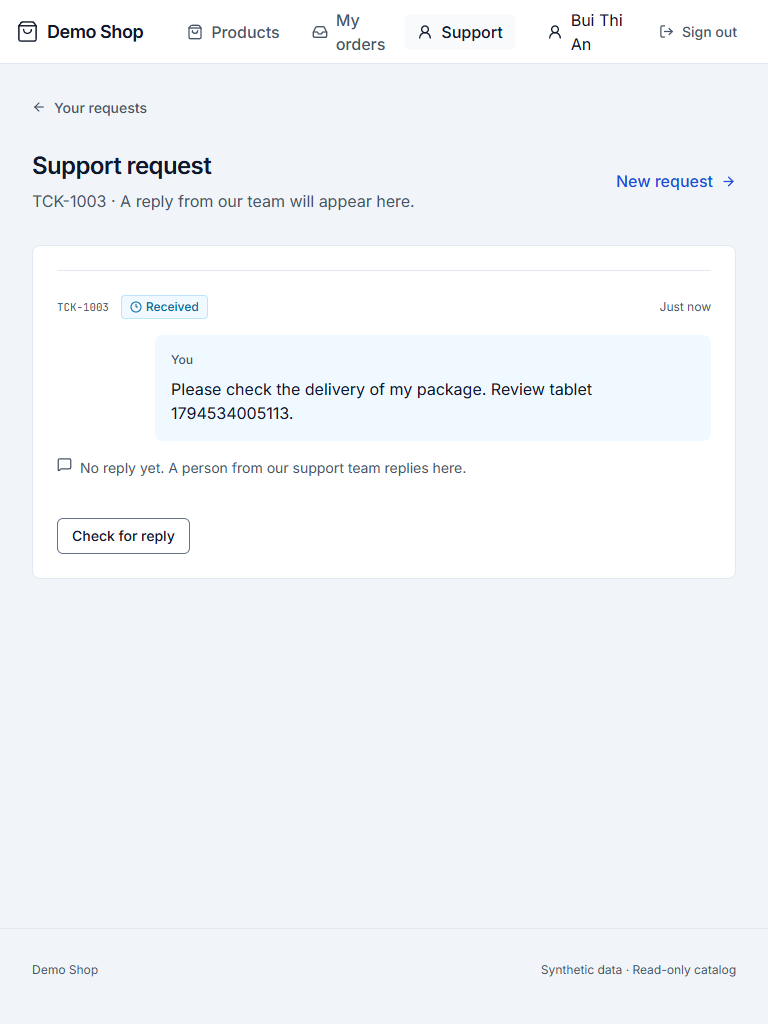 Demo Shop
Products
My
orders
Support
Bui Thi
An
Sign out
Your requests
Support request
New request
TCK-1003 · A reply from our team will appear here.
TCK-1003
Received
Just now
You
Please check the delivery of my package. Review tablet
1794534005113.
No reply yet. A person from our support team replies here.
Check for reply
Demo Shop
Synthetic data · Read-only catalog